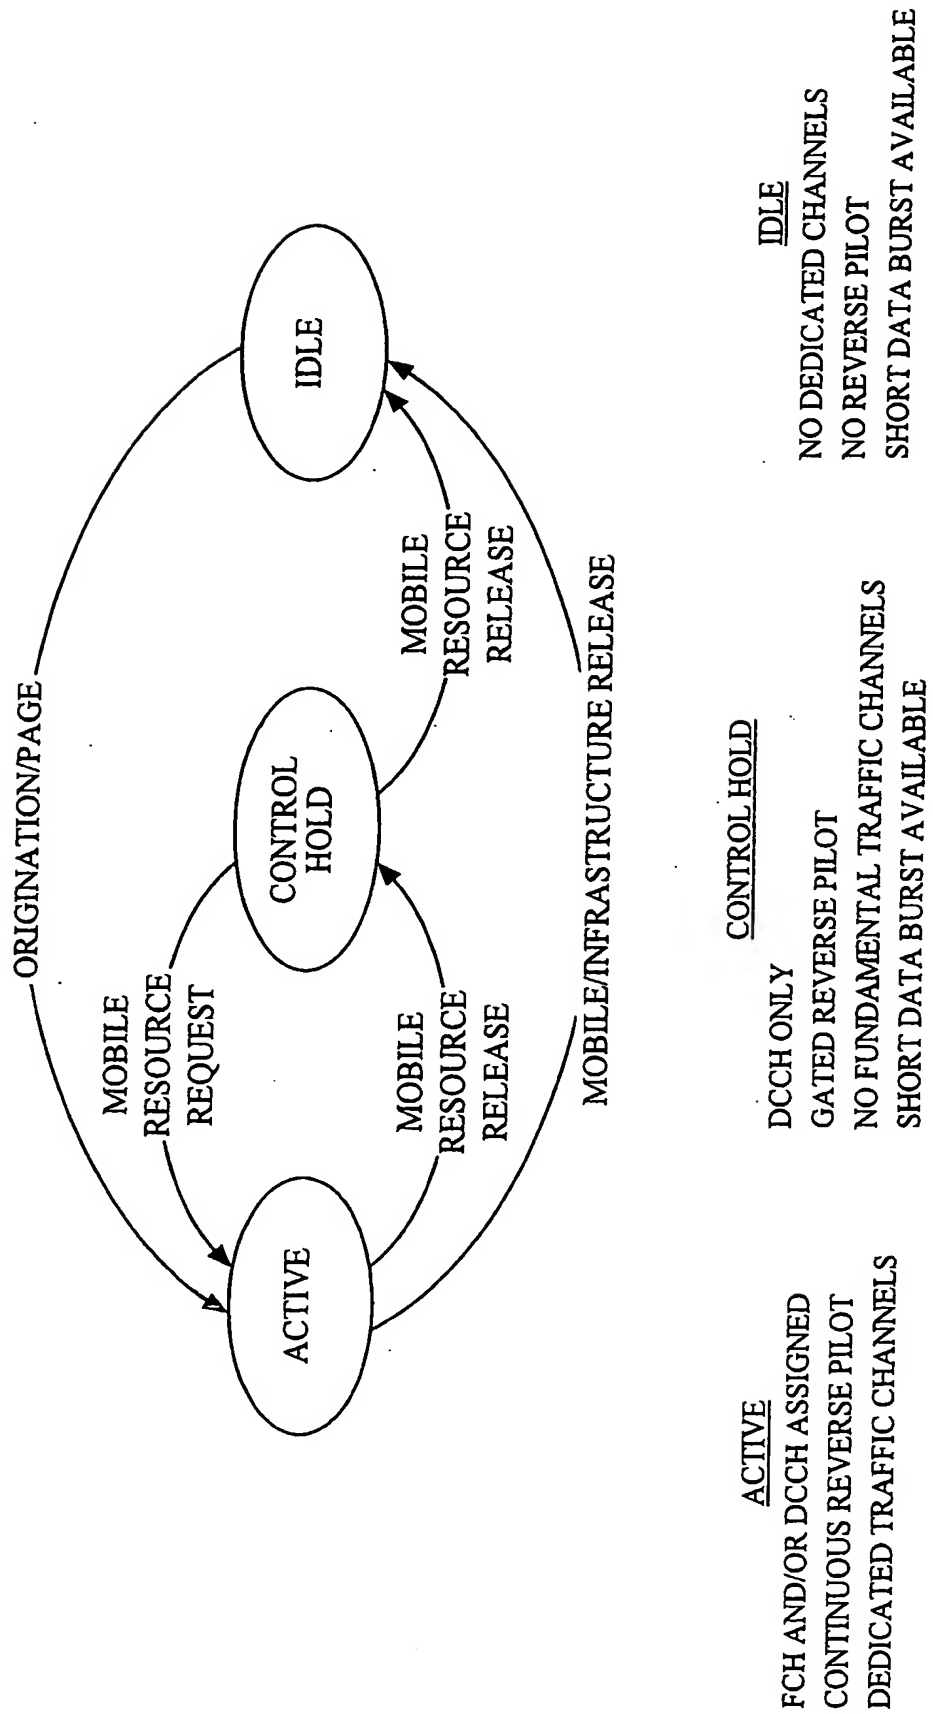 ORIGINATION/PAGE
MOBILE
RESOURCE
REQUEST
ACTIVE
CONTROL
HOLD
IDLE
MOBILE
RESOURCE
RELEASE
MOBILE
RESOURCE
RELEASE
MOBILE/INFRASTRUCTURE RELEASE
ACTIVE
FCH AND/OR DCCH ASSIGNED
CONTINUOUS REVERSE PILOT
DEDICATED TRAFFIC CHANNELS
CONTROL HOLD
DCCH ONLY
GATED REVERSE PILOT
NO FUNDAMENTAL TRAFFIC CHANNELS
SHORT DATA BURST AVAILABLE
IDLE
NO DEDICATED CHANNELS
NO REVERSE PILOT
SHORT DATA BURST AVAILABLE